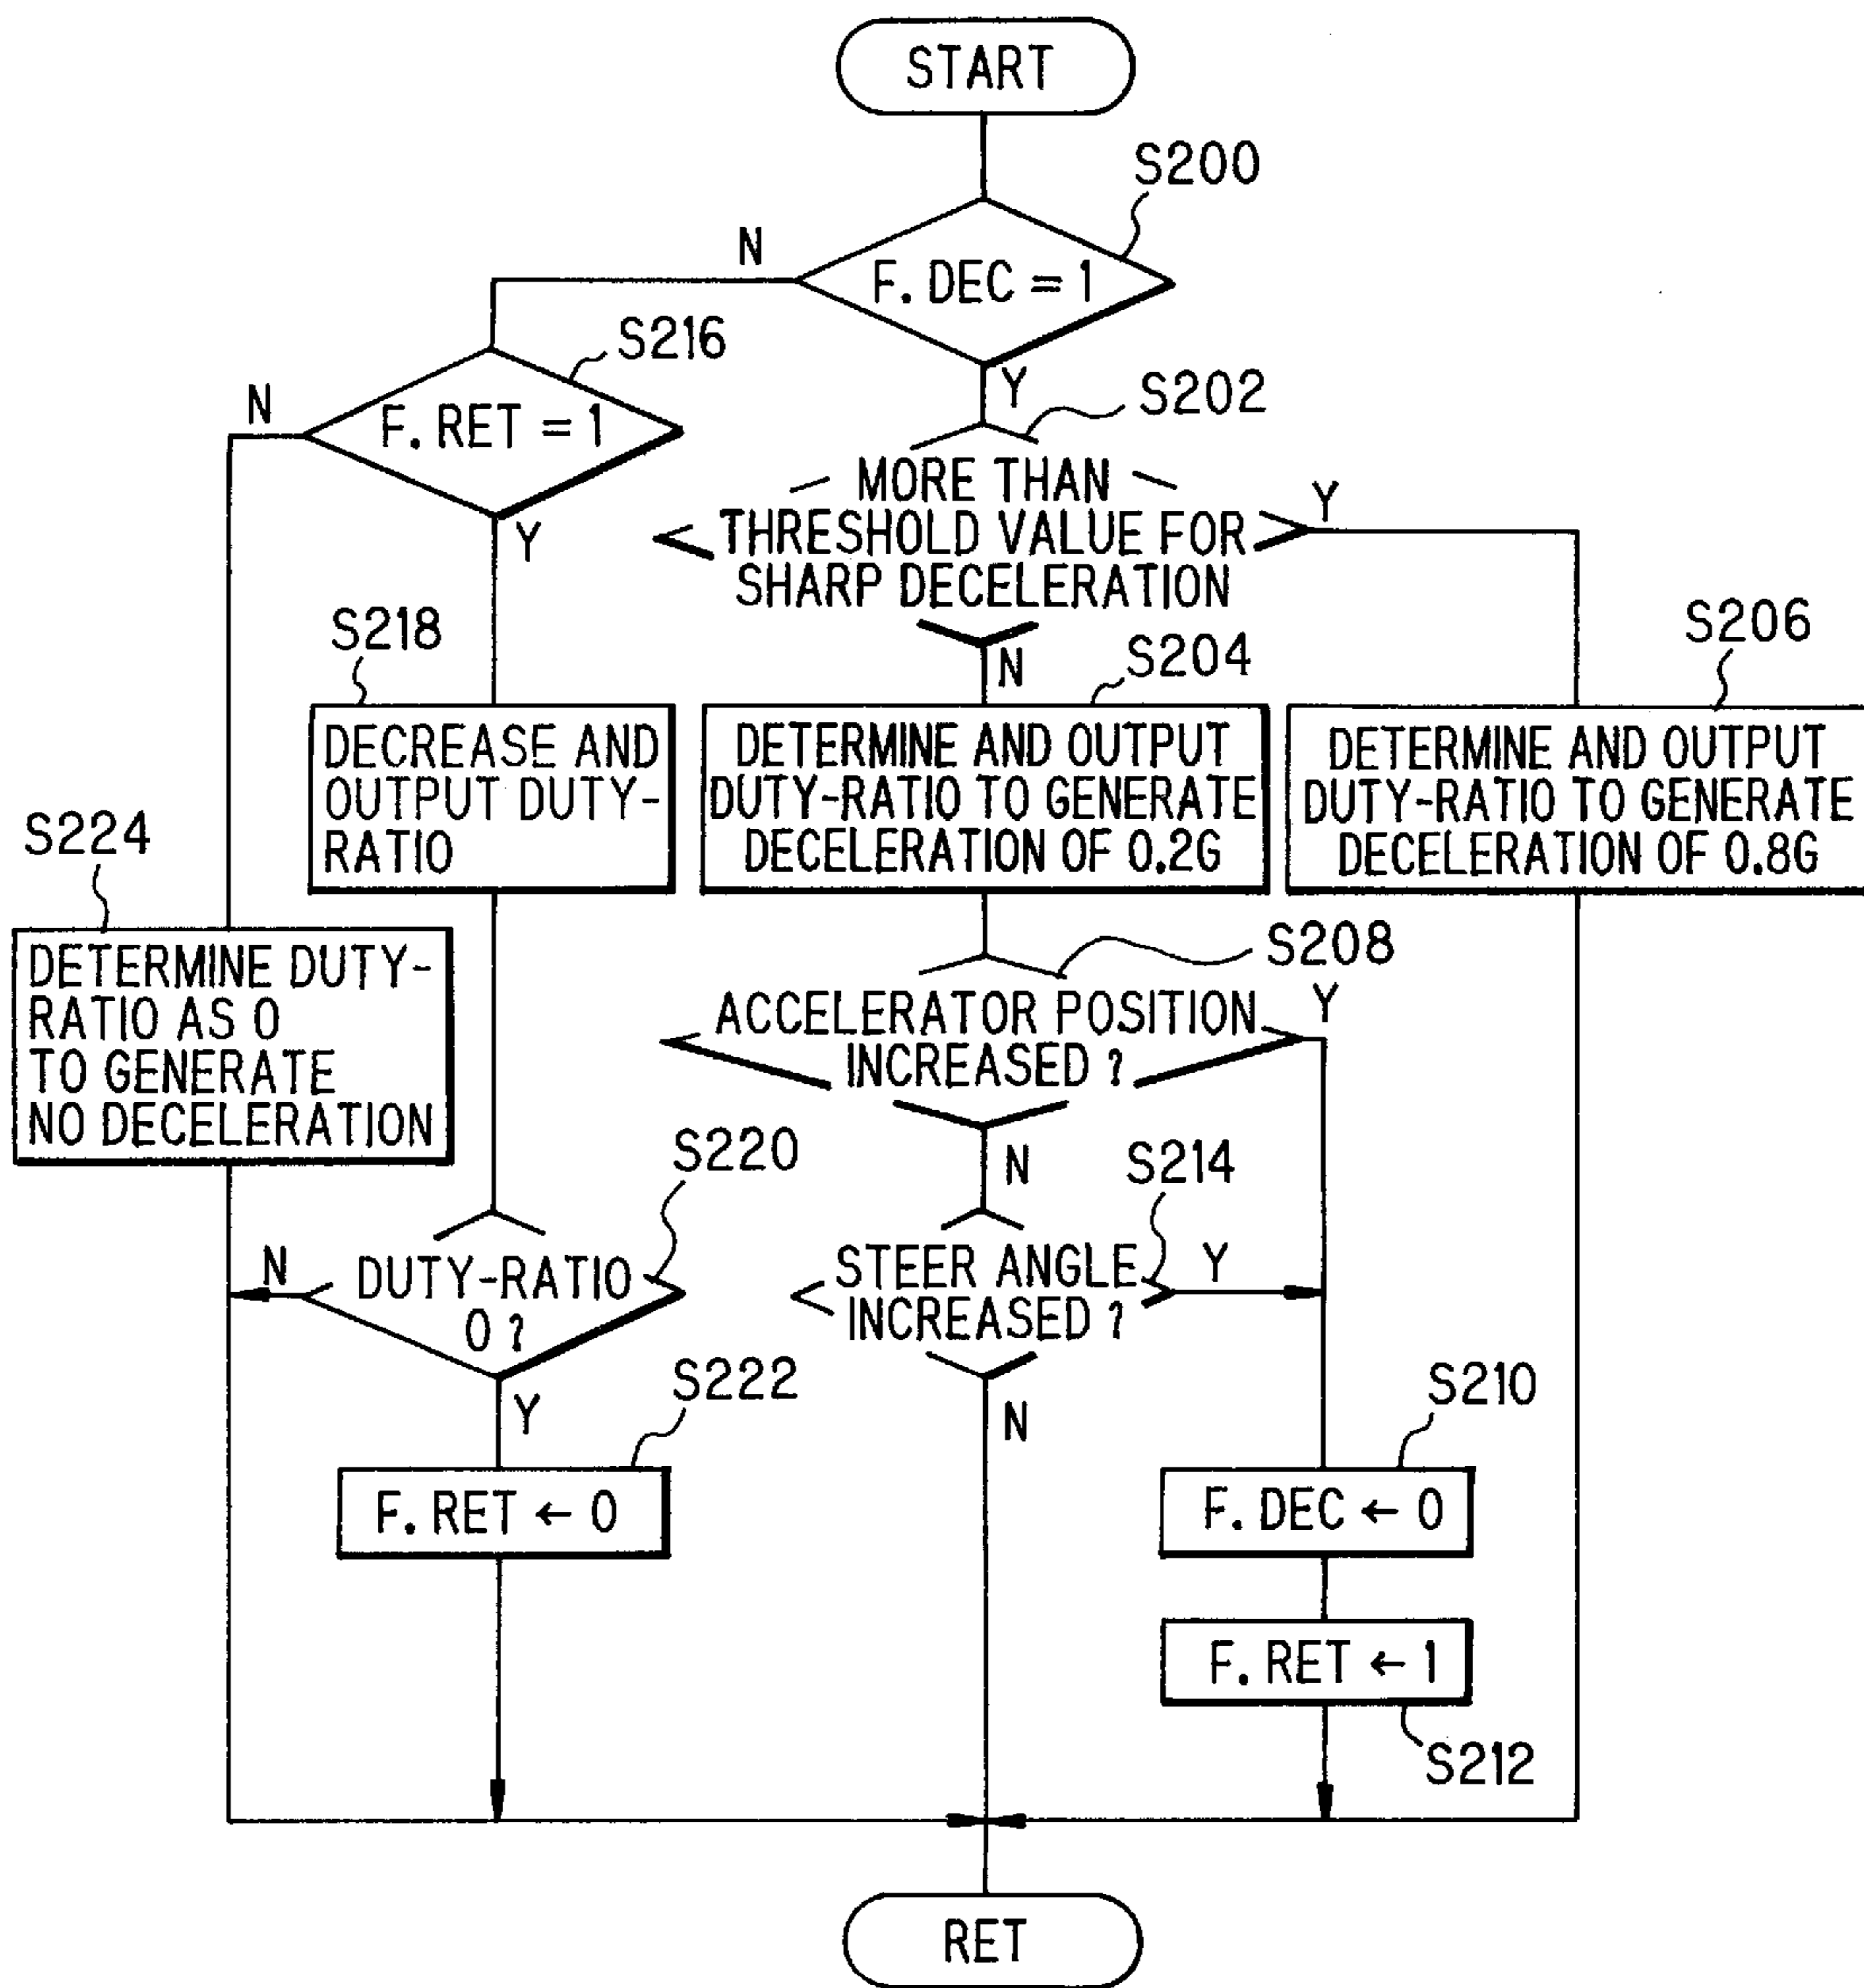 START
S200
N
F. DEC = 1
S216
Y
S202
N
F. RET = 1
MORE THAN
THRESHOLD VALUE FOR
SHARP DECELERATION
Y
Y
S218
N
S204
S206
DECREASE AND
OUTPUT DUTY-
RATIO
DETERMINE AND OUTPUT
DUTY-RATIO TO GENERATE
DECELERATION OF 0.2G
DETERMINE AND OUTPUT
DUTY-RATIO TO GENERATE
DECELERATION OF 0.8G
S224
DETERMINE DUTY-
RATIO AS 0
TO GENERATE
NO DECELERATION
S208
ACCELERATOR POSITION
INCREASED ?
Y
N
S220
S214
N
DUTY-RATIO
0 ?
STEER ANGLE
INCREASED ?
Y
Y
S222
N
S210
F. RET ← 0
F. DEC ← 0
F. RET ← 1
S212
RET